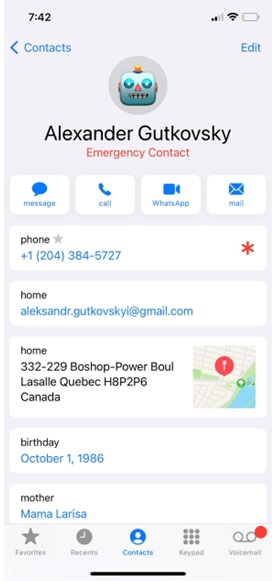 7:42
Contacts
Edit
Alexander Gutkovsky
Emergency Contact
message
call
WhatsApp
mail
phone
+1 (204) 384-5727
home
aleksandr.gutkovskyi@gmail.com
home
332-229 Boshop-Power Boul
Lasalle Quebec H8P2P6
Canada
Pa
birthday
October 1, 1986
mother
Mama Larisa
Favorites
Recents
Contacts
Keypad
Voicemail